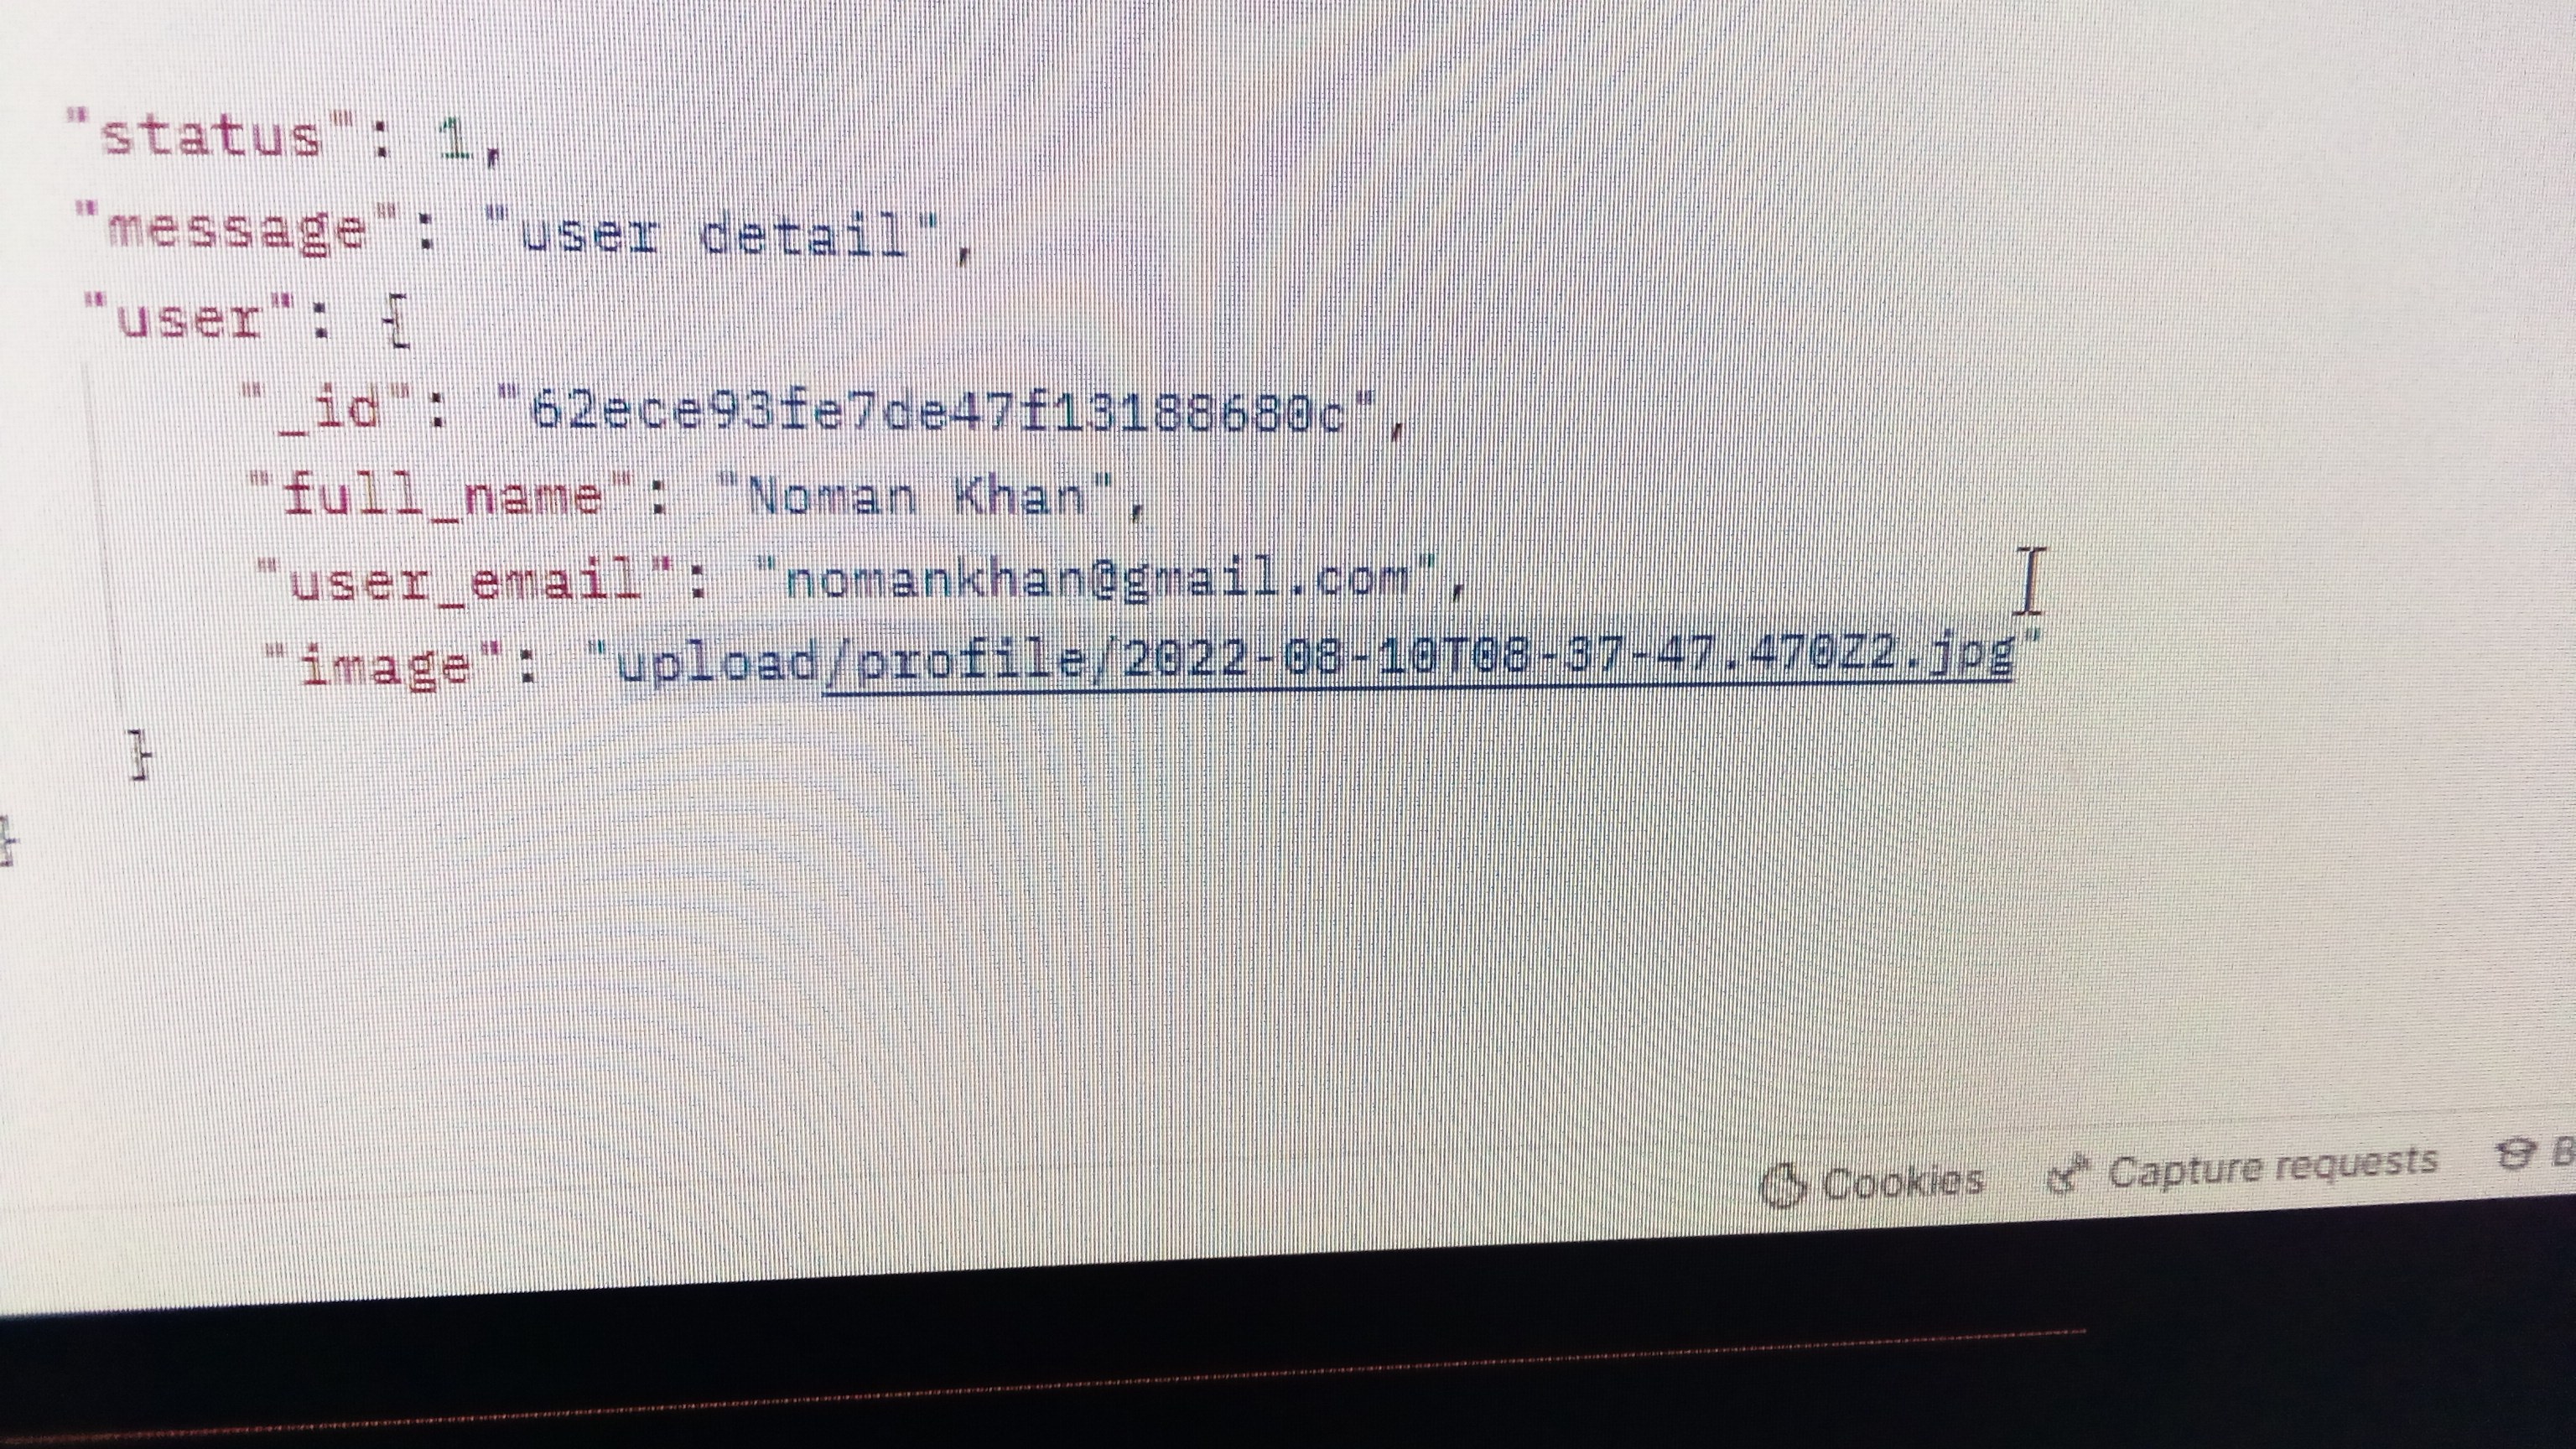 "status": 1,
"message": "user detail",
"user": {
"_id": "62ece93fe7de47f13188680c",
"full_name": "Noman Khan",
"user_email": "nomankhan@gmail.com",
"image": "upload/profile/2022-08-10T08-37-47.470Z2.jpg"
}
}
Cookies Capture requests B